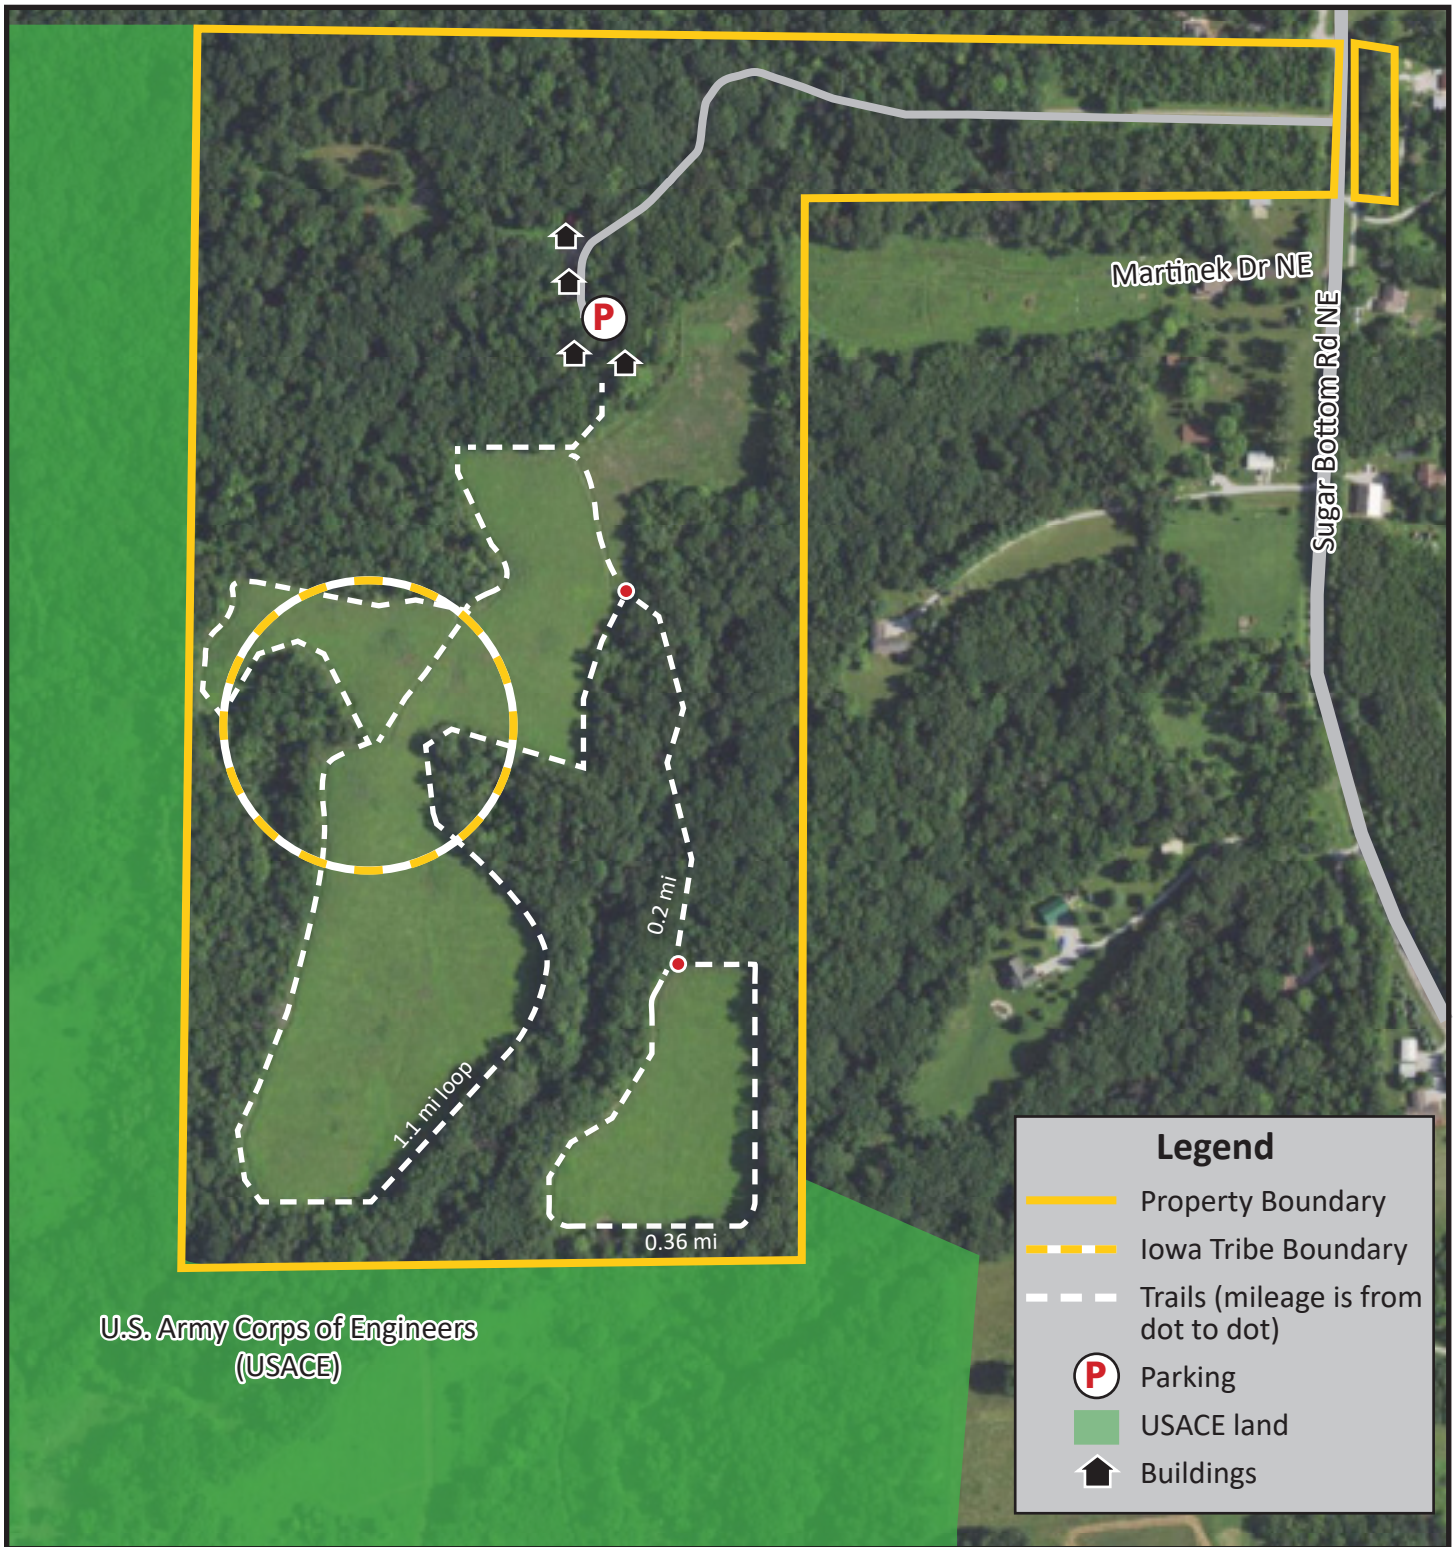 Martinek Dr NE
Sugar Bottom Rd NE
P
0.2 mi
1.1 mi loop
0.36 mi
U.S. Army Corps of Engineers
(USACE)
Legend
Property Boundary
Iowa Tribe Boundary
Trails (mileage is from
dot to dot)
P
Parking
USACE land
Buildings